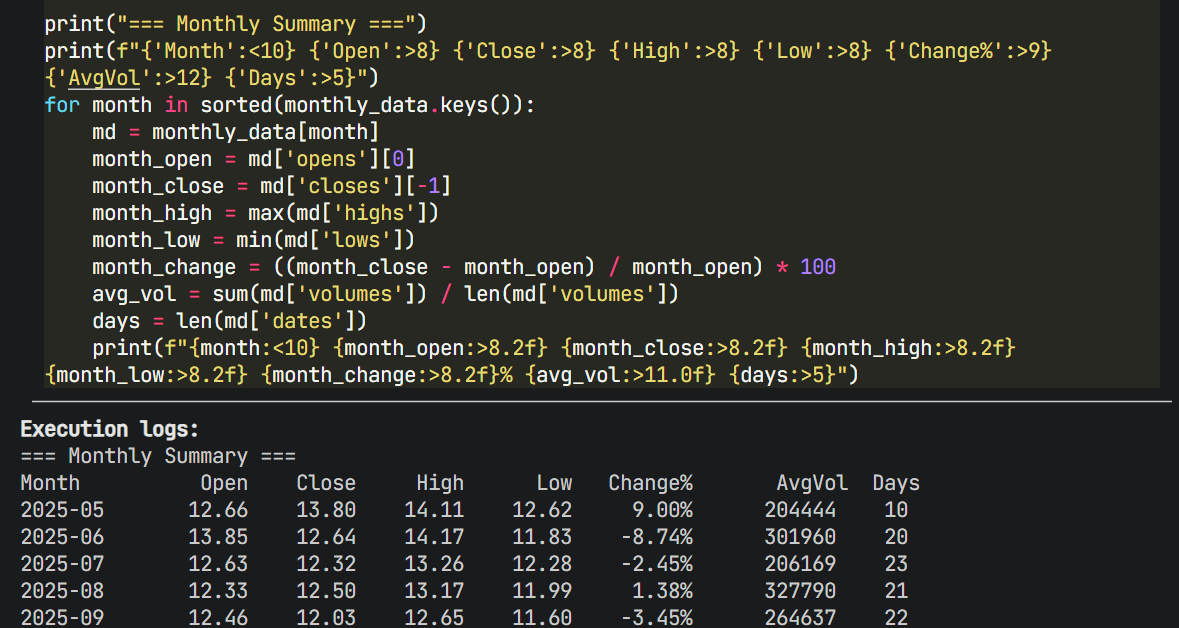 print("=== Monthly Summary ===")
print(f"{'Month':<10} {'Open':>8} {'Close':>8} {'High':>8} {'Low':>8} {'Change%':>9}
{'AvgVol':>12} {'Days':>5}")
for month in sorted(monthly_data.keys()):
    md = monthly_data[month]
    month_open = md['opens'][0]
    month_close = md['closes'][-1]
    month_high = max(md['highs'])
    month_low = min(md['lows'])
    month_change = ((month_close - month_open) / month_open) * 100
    avg_vol = sum(md['volumes']) / len(md['volumes'])
    days = len(md['dates'])
    print(f"{month:<10} {month_open:>8.2f} {month_close:>8.2f} {month_high:>8.2f}
{month_low:>8.2f} {month_change:>8.2f}% {avg_vol:>11.0f} {days:>5}")
Execution logs:
=== Monthly Summary ===
Month          Open    Close     High      Low   Change%       AvgVol  Days
2025-05       12.66    13.80    14.11    12.62     9.00%      204444    10
2025-06       13.85    12.64    14.17    11.83    -8.74%      301960    20
2025-07       12.63    12.32    13.26    12.28    -2.45%      206169    23
2025-08       12.33    12.50    13.17    11.99     1.38%      327790    21
2025-09       12.46    12.03    12.65    11.60    -3.45%      264637    22